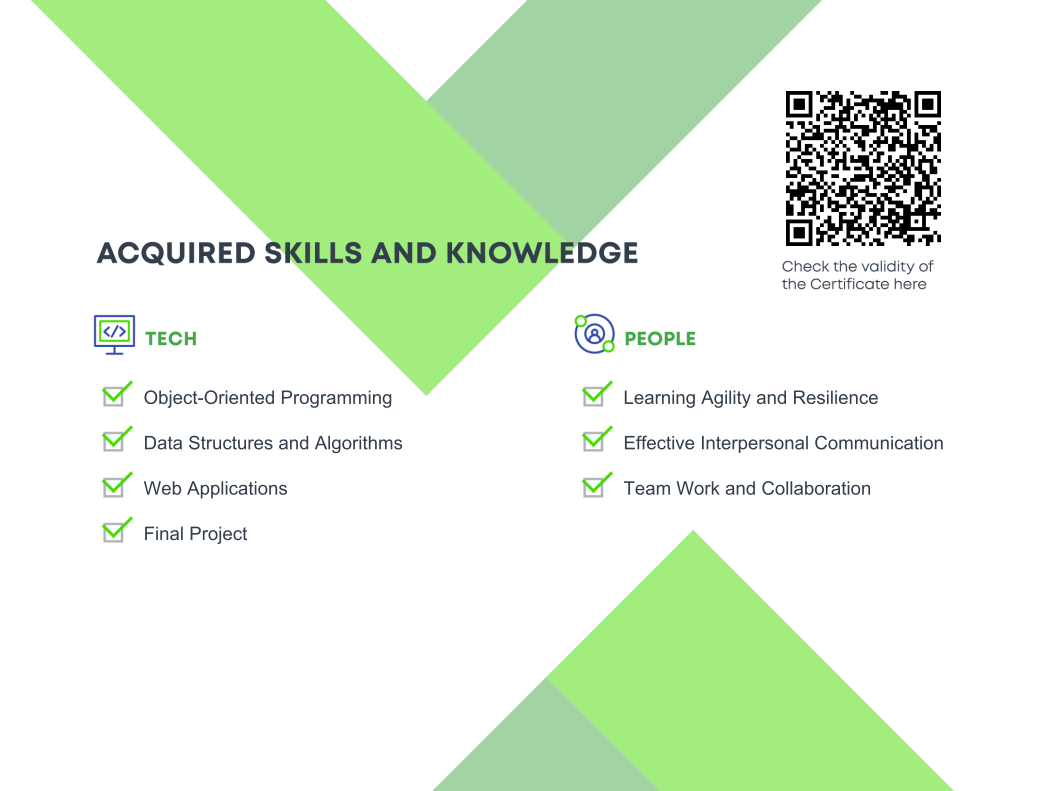 ACQUIRED SKILLS AND KNOWLEDGE
Check the validity of
the Certificate here
</> TECH
Object-Oriented Programming
Data Structures and Algorithms
Web Applications
Final Project
PEOPLE
Learning Agility and Resilience
Effective Interpersonal Communication
Team Work and Collaboration